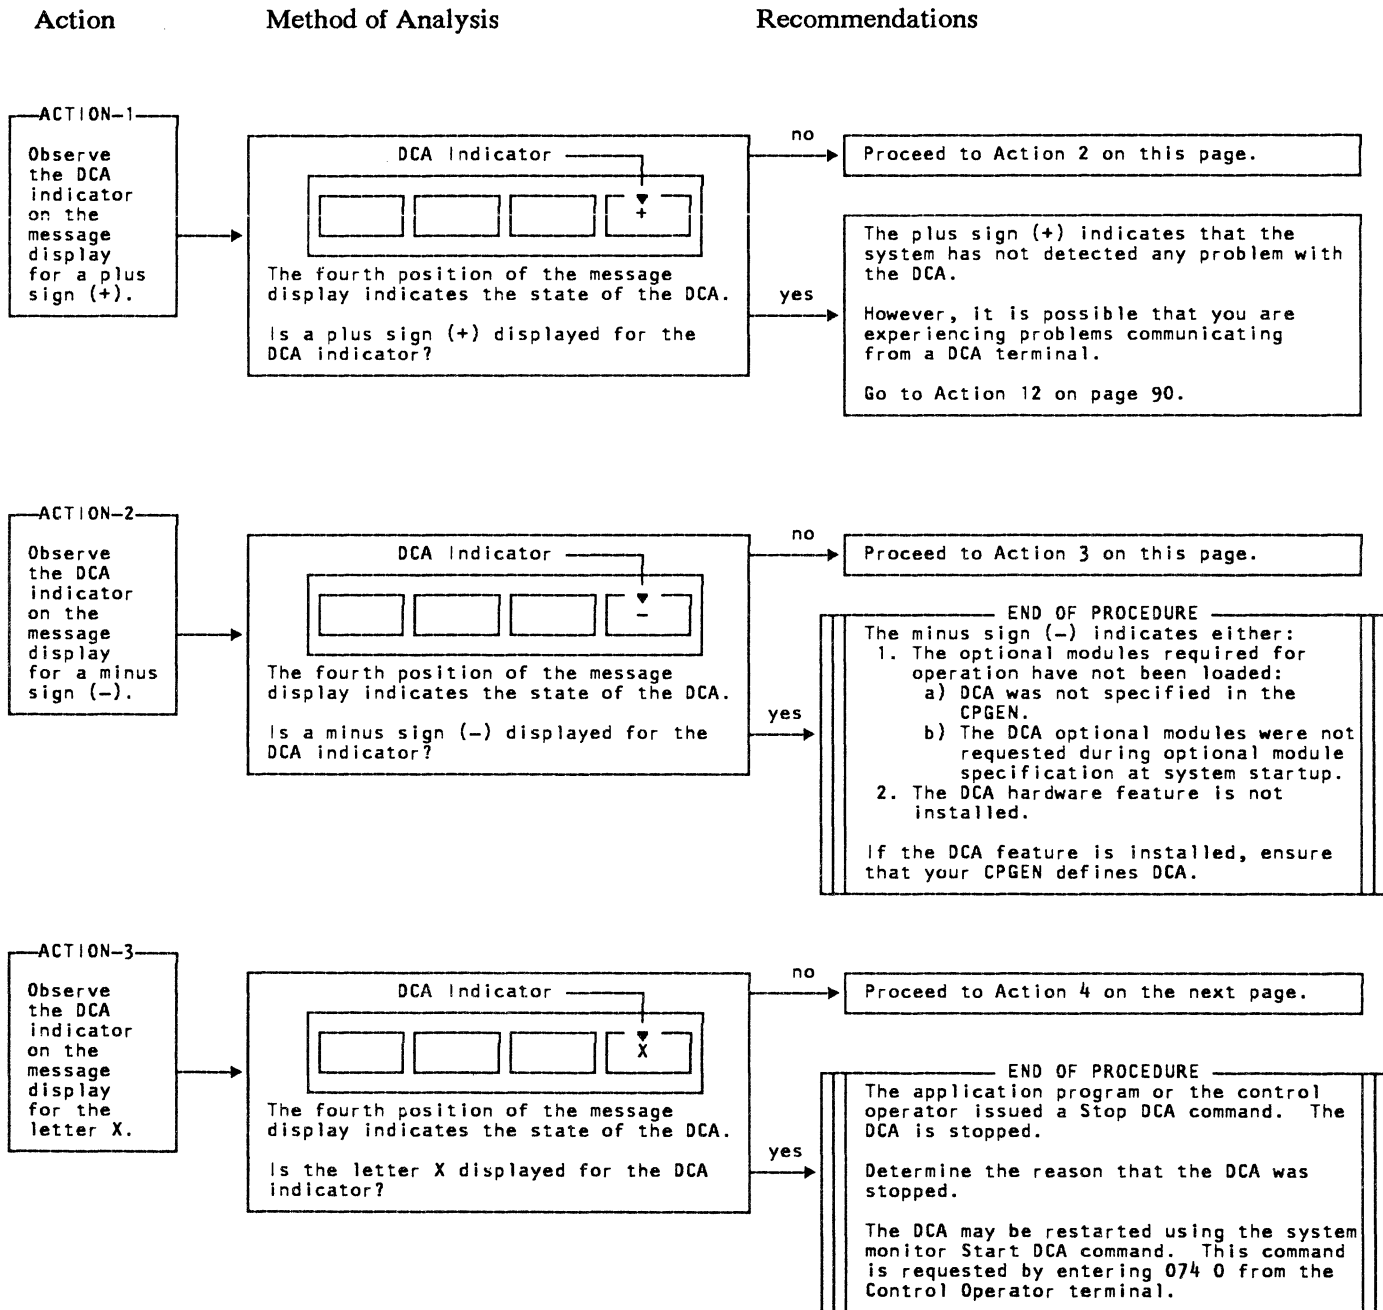 Action
Method of Analysis
Recommendations
ACTION-1
Observe
the DCA
indicator
on the
message
display
for a plus
sign (+).
DCA Indicator
+
The fourth position of the message
display indicates the state of the DCA.
Is a plus sign (+) displayed for the
DCA indicator?
no
Proceed to Action 2 on this page.
yes
The plus sign (+) indicates that the
system has not detected any problem with
the DCA.
However, it is possible that you are
experiencing problems communicating
from a DCA terminal.
Go to Action 12 on page 90.
ACTION-2
Observe
the DCA
indicator
on the
message
display
for a minus
sign (-).
DCA Indicator
-
The fourth position of the message
display indicates the state of the DCA.
Is a minus sign (-) displayed for the
DCA indicator?
no
Proceed to Action 3 on this page.
yes
END OF PROCEDURE
The minus sign (-) indicates either:
1. The optional modules required for
operation have not been loaded:
a) DCA was not specified in the
CPGEN.
b) The DCA optional modules were not
requested during optional module
specification at system startup.
2. The DCA hardware feature is not
installed.
If the DCA feature is installed, ensure
that your CPGEN defines DCA.
ACTION-3
Observe
the DCA
indicator
on the
message
display
for the
letter X.
DCA Indicator
X
The fourth position of the message
display indicates the state of the DCA.
Is the letter X displayed for the DCA
indicator?
no
Proceed to Action 4 on the next page.
yes
END OF PROCEDURE
The application program or the control
operator issued a Stop DCA command. The
DCA is stopped.
Determine the reason that the DCA was
stopped.
The DCA may be restarted using the system
monitor Start DCA command. This command
is requested by entering 074 0 from the
Control Operator terminal.